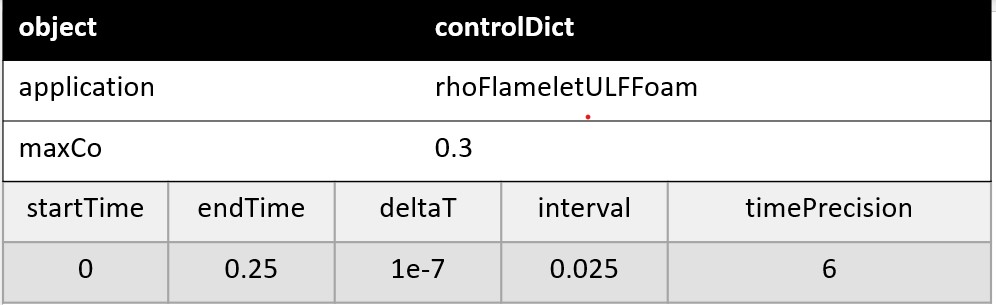 object controlDict
application rhoFlameletULFFoam
maxCo 0.3
startTime endTime deltaT interval timePrecision
0 0.25 1e-7 0.025 6